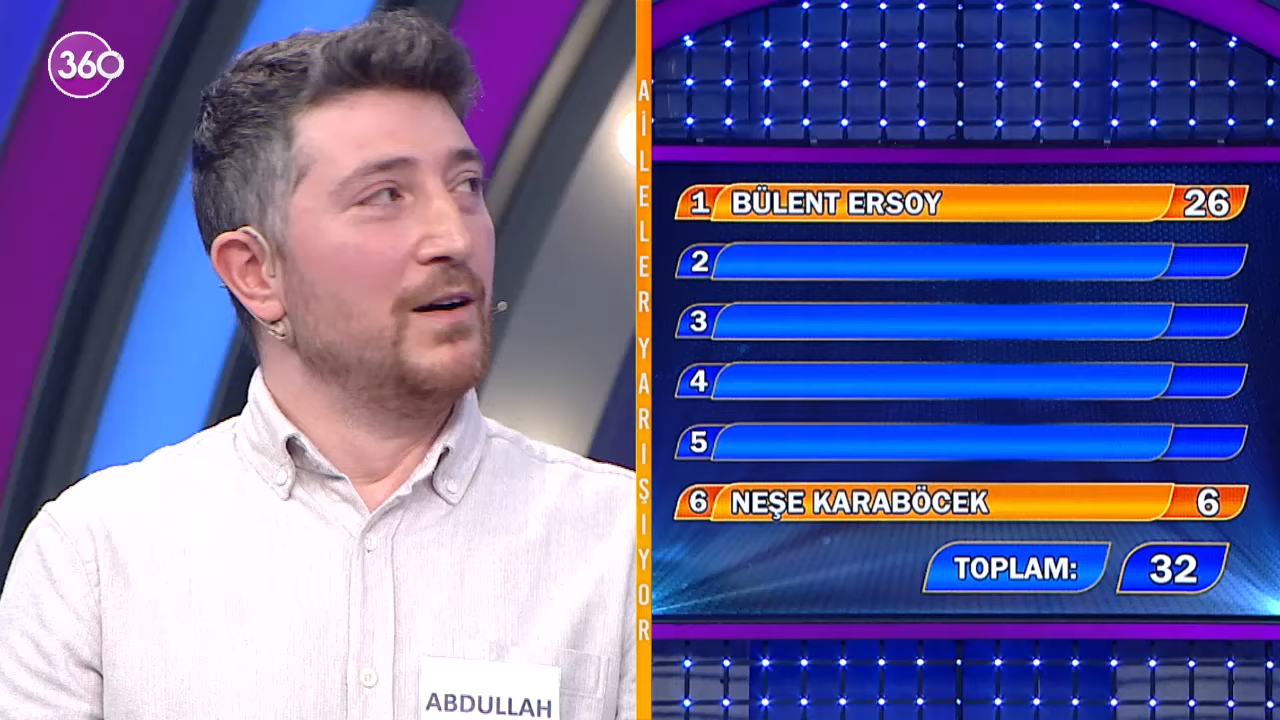 360
AİLELER YARIŞIYOR
1 BÜLENT ERSOY 26
2
3
4
5
6 NEŞE KARABÖCEK 6
TOPLAM: 32
ABDULLAH